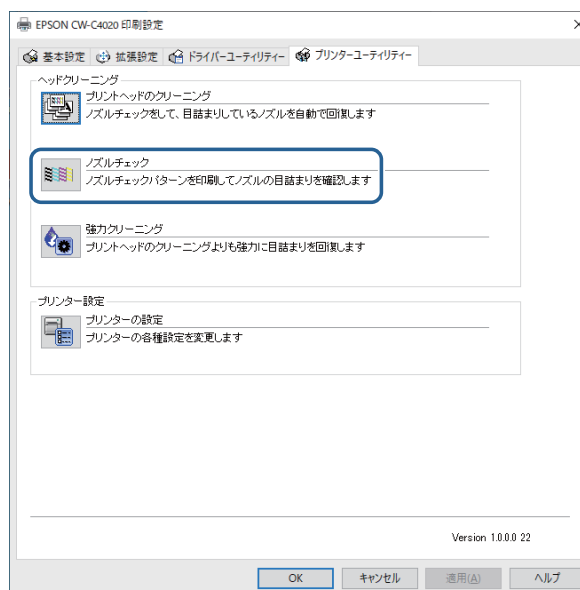 EPSON CW-C4020 印刷設定
基本設定 拡張設定 ドライバーユーティリティー プリンターユーティリティー
ヘッドクリーニング
プリントヘッドのクリーニング
ノズルチェックをして、目詰まりしているノズルを自動で回復します
ノズルチェック
ノズルチェックパターンを印刷してノズルの目詰まりを確認します
強力クリーニング
プリントヘッドのクリーニングよりも強力に目詰まりを回復します
プリンター設定
プリンターの設定
プリンターの各種設定を変更します
Version 1.0.0.0 22
OK キャンセル 適用(A) ヘルプ